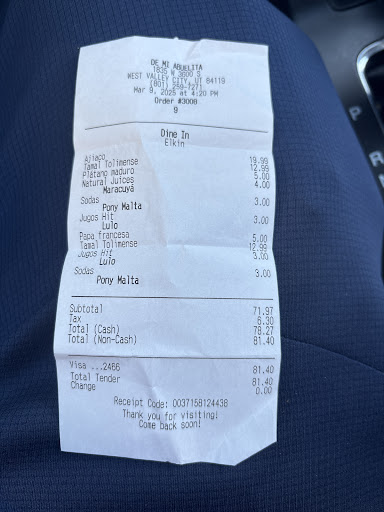 DE MI ABUELITA
1835 W 3600 S
WEST VALLEY CITY, UT 84119
(801) 259-7271
Mar 9, 2025 at 4:20 PM
Order #3008
9
Dine In
Elkin
Ajiaco 19.99
Tamal Tolimense 12.99
Platano maduro 5.00
Natural Juices 4.00
Maracuyá
Sodas 3.00
Pony Malta
Jugos Hit 3.00
Lulo
Papa francesa 5.00
Tamal Tolimense 12.99
Jugos Hit 3.00
Lulo
Sodas 3.00
Pony Malta
Subtotal 71.97
Tax 6.30
Total (Cash) 78.27
Total (Non-Cash) 81.40
Visa ...2466 81.40
Total Tender 81.40
Change 0.00
Receipt Code: 0037158124438
Thank you for visiting!
Come back soon!
P
R